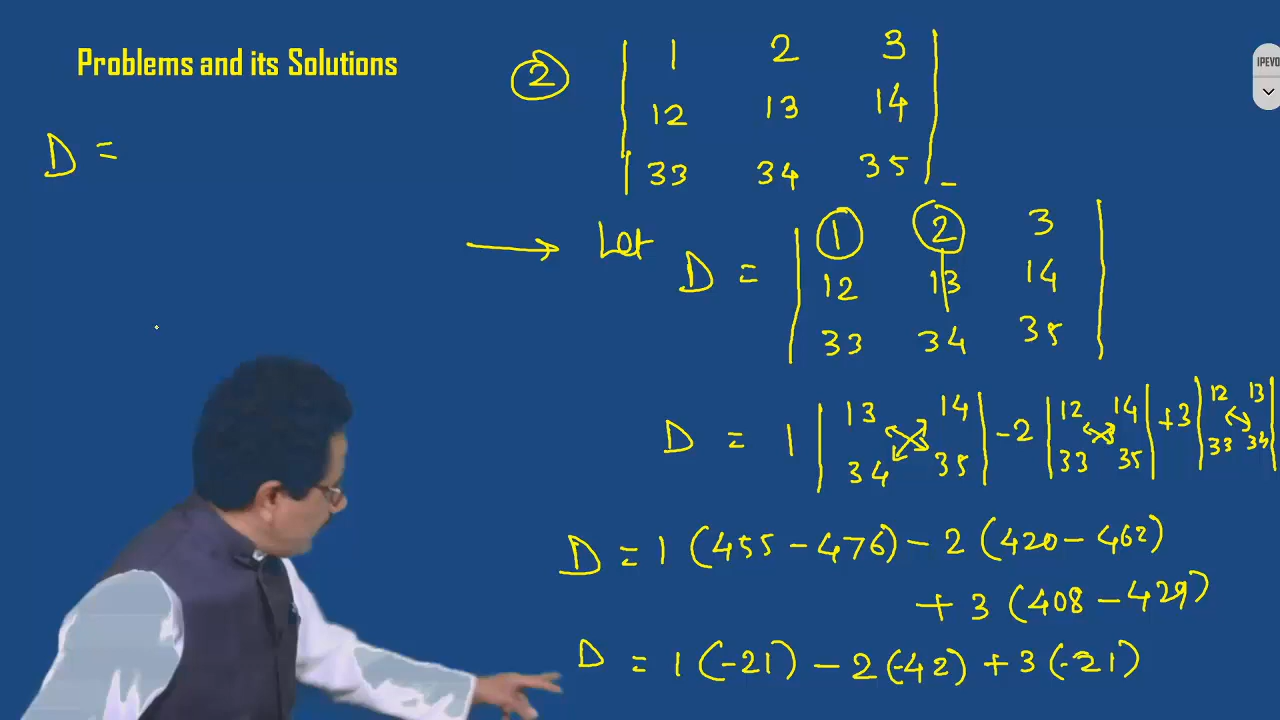 Problems and its Solutions
② | 1 2 3 |
| 12 13 14 |
| 33 34 35 |
D =
→ Let D = | ① ② 3 |
| 12 13 14 |
| 33 34 35 |
D = 1 | 13 14 | - 2 | 12 14 | + 3 | 12 13 |
| 34 35 | | 33 35 | | 33 34 |
D = 1 (455 - 476) - 2 (420 - 462)
+ 3 (408 - 429)
D = 1 (-21) - 2 (-42) + 3 (-21)
IPEVO